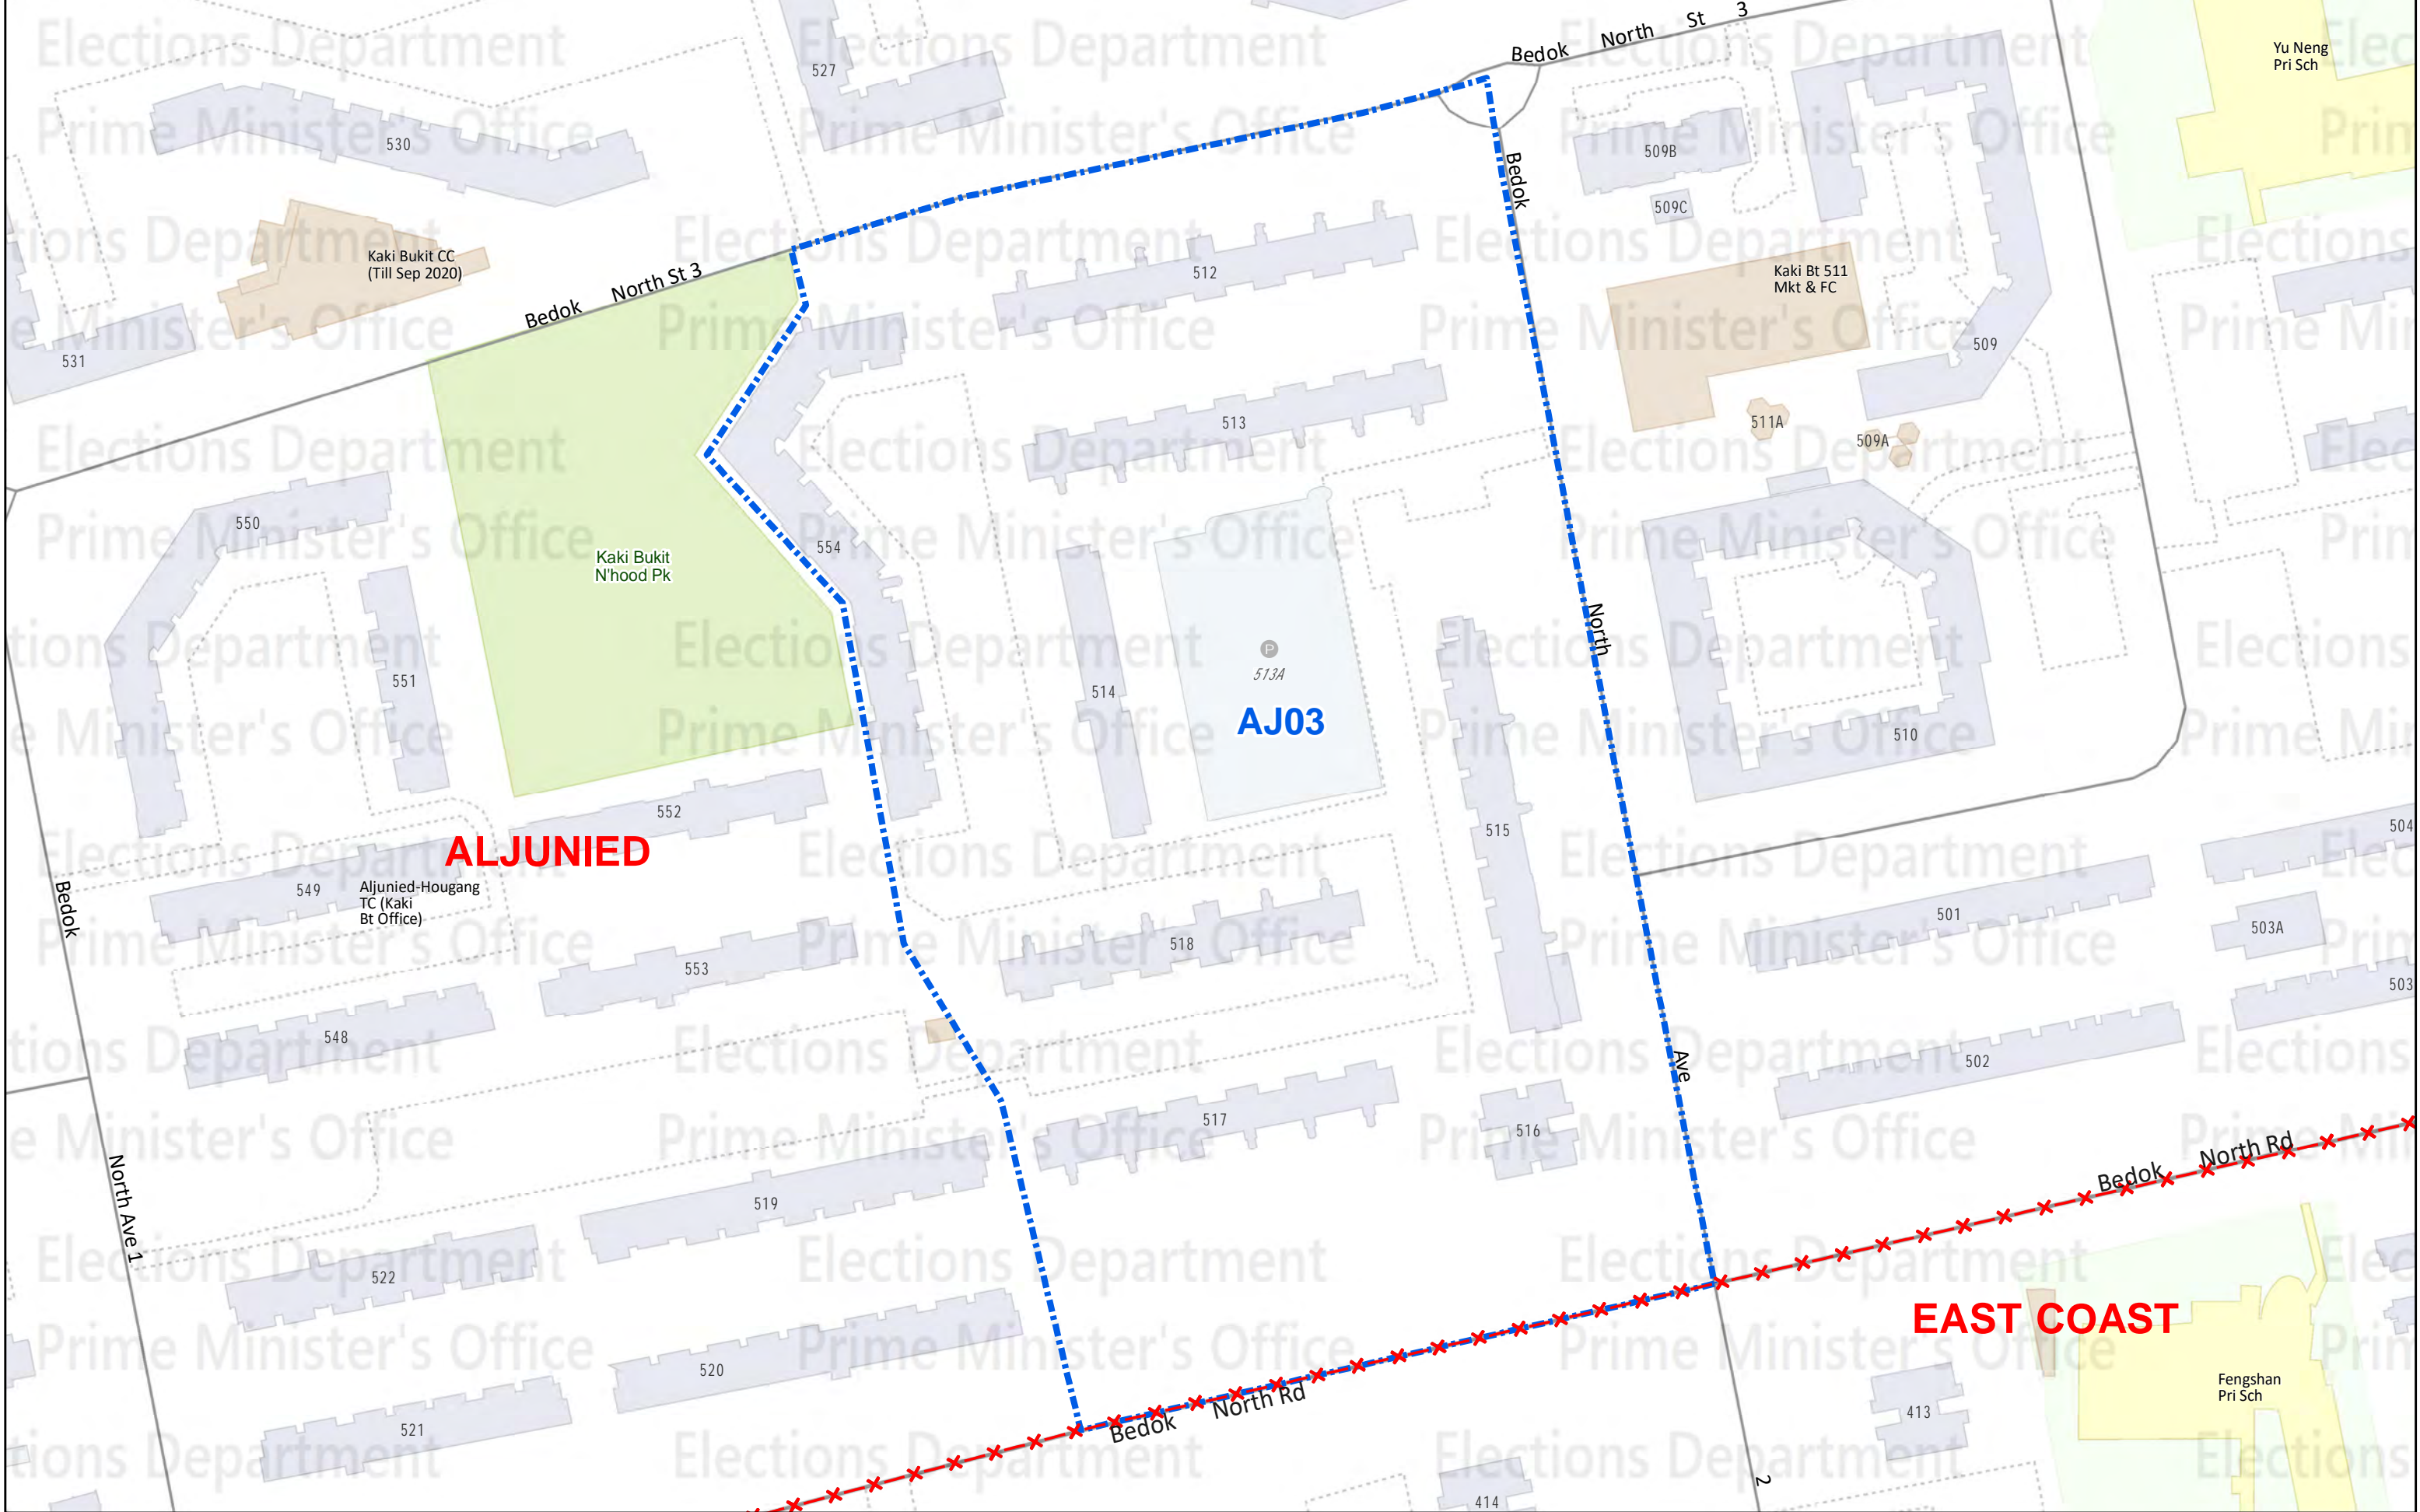 Elections Department
Prime Minister's Office
Bedok North St 3
Yu Neng
Pri Sch
527
530
509B
509C
Bedok
Kaki Bukit CC
(Till Sep 2020)
512
Kaki Bt 511
Mkt & FC
Bedok North St 3
531
509
513
511A
509A
550
554
Kaki Bukit
N'hood Pk
North
513A
P
551
514
AJ03
510
552
515
504
ALJUNIED
549
Aljunied-Hougang
TC (Kaki
Bt Office)
Bedok
501
503A
518
553
503
548
Ave
502
517
516
North Ave 1
Bedok North Rd
519
522
EAST COAST
520
Fengshan
Pri Sch
Bedok North Rd
413
521
2
414